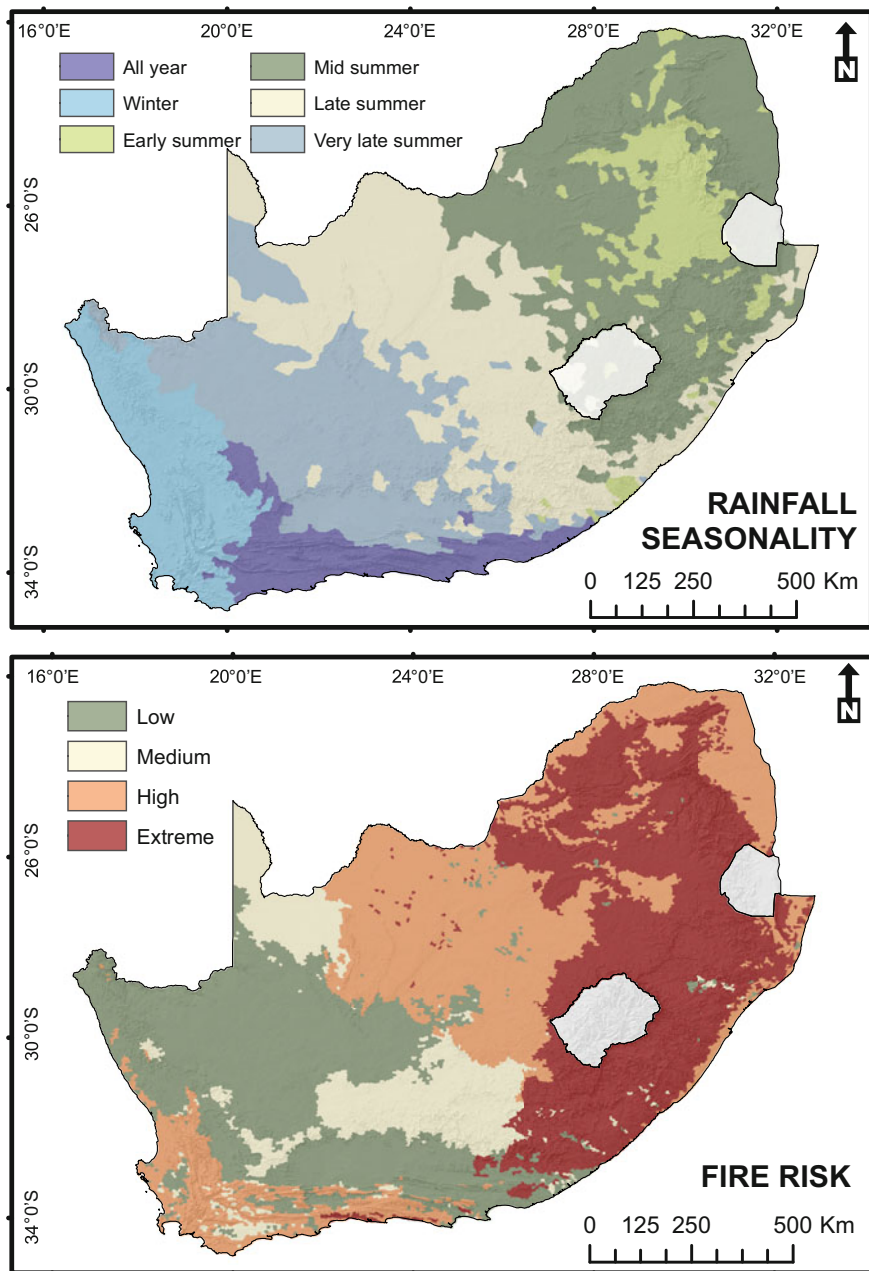 16°0'E 20°0'E 24°0'E 28°0'E 32°0'E
All year
Winter
Early summer
Mid summer
Late summer
Very late summer
N
26°0'S
30°0'S
34°0'S
RAINFALL
SEASONALITY
0 125 250 500 Km
16°0'E 20°0'E 24°0'E 28°0'E 32°0'E
Low
Medium
High
Extreme
N
26°0'S
30°0'S
34°0'S
FIRE RISK
0 125 250 500 Km